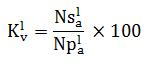 K_v^l = Ns_a^l / Np_a^l × 100